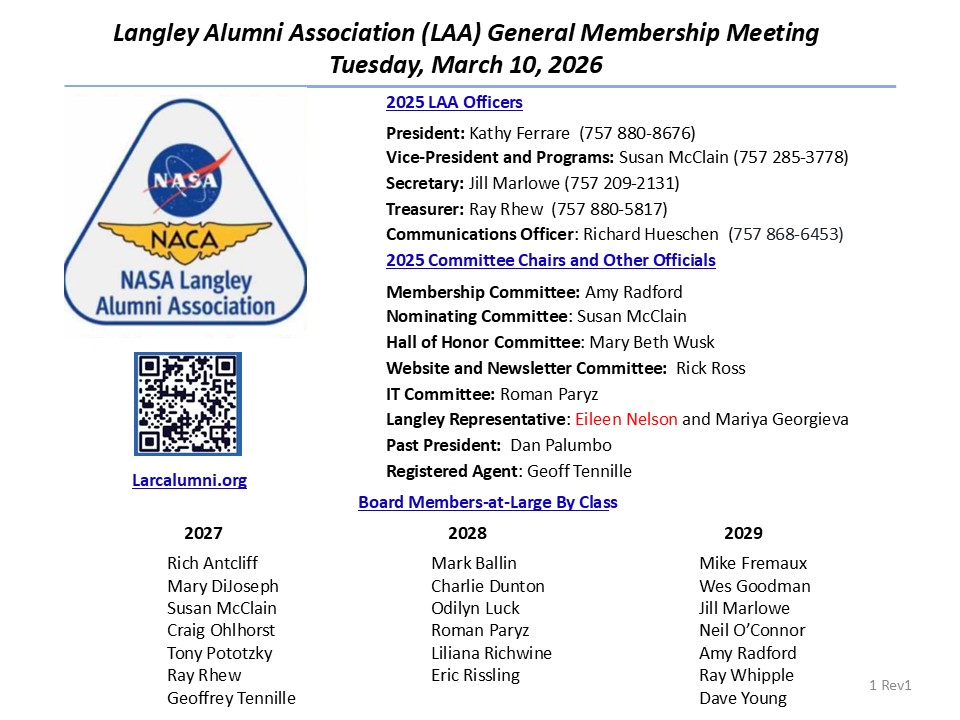 Langley Alumni Association (LAA) General Membership Meeting
Tuesday, March 10, 2026
NASA
NACA
NASA Langley
Alumni Association
Larcalumni.org
2025 LAA Officers
President: Kathy Ferrare (757 880-8676)
Vice-President and Programs: Susan McClain (757 285-3778)
Secretary: Jill Marlowe (757 209-2131)
Treasurer: Ray Rhew (757 880-5817)
Communications Officer: Richard Hueschen (757 868-6453)
2025 Committee Chairs and Other Officials
Membership Committee: Amy Radford
Nominating Committee: Susan McClain
Hall of Honor Committee: Mary Beth Wusk
Website and Newsletter Committee: Rick Ross
IT Committee: Roman Paryz
Langley Representative: Eileen Nelson and Mariya Georgieva
Past President: Dan Palumbo
Registered Agent: Geoff Tennille
Board Members-at-Large By Class
2027
Rich Antcliff
Mary DiJoseph
Susan McClain
Craig Ohlhorst
Tony Pototzky
Ray Rhew
Geoffrey Tennille
2028
Mark Ballin
Charlie Dunton
Odilyn Luck
Roman Paryz
Liliana Richwine
Eric Rissling
2029
Mike Fremaux
Wes Goodman
Jill Marlowe
Neil O’Connor
Amy Radford
Ray Whipple
Dave Young
1 Rev1